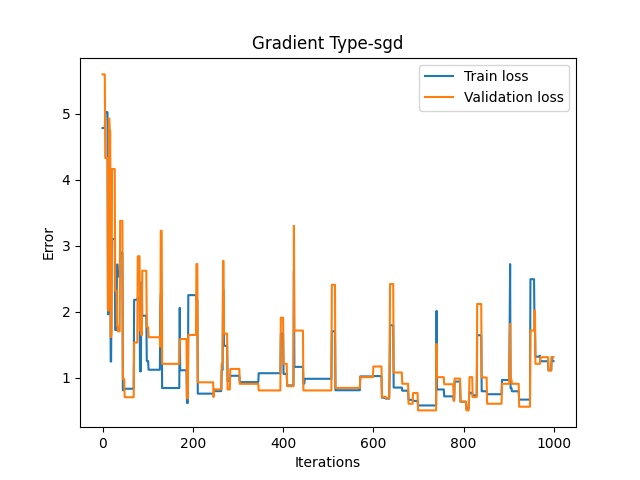 Gradient Type-sgd
Train loss
Validation loss
Error
5
4
3
2
1
0
200
400
600
800
1000
Iterations